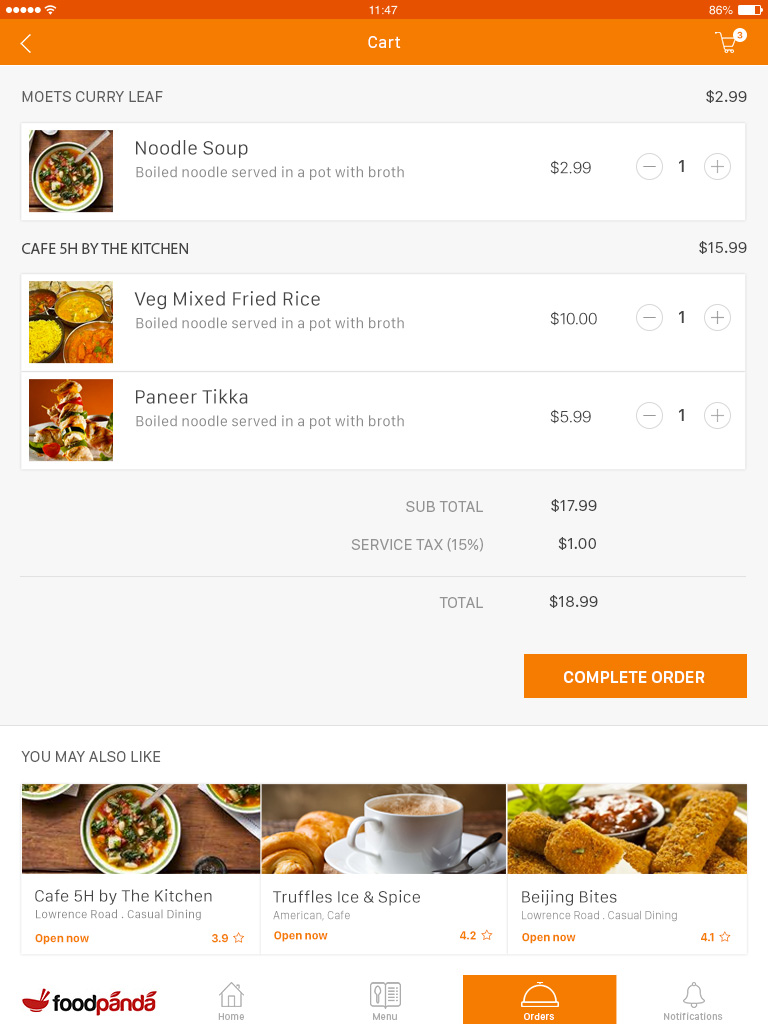 11:47
86%
Cart
3
MOETS CURRY LEAF $2.99
Noodle Soup
Boiled noodle served in a pot with broth
$2.99 1
CAFE 5H BY THE KITCHEN $15.99
Veg Mixed Fried Rice
Boiled noodle served in a pot with broth
$10.00 1
Paneer Tikka
Boiled noodle served in a pot with broth
$5.99 1
SUB TOTAL $17.99
SERVICE TAX (15%) $1.00
TOTAL $18.99
COMPLETE ORDER
YOU MAY ALSO LIKE
Cafe 5H by The Kitchen
Lowrence Road . Casual Dining
Open now 3.9
Truffles Ice & Spice
American, Cafe
Open now 4.2
Beijing Bites
Lowrence Road . Casual Dining
Open now 4.1
foodpanda
Home
Menu
Orders
Notifications